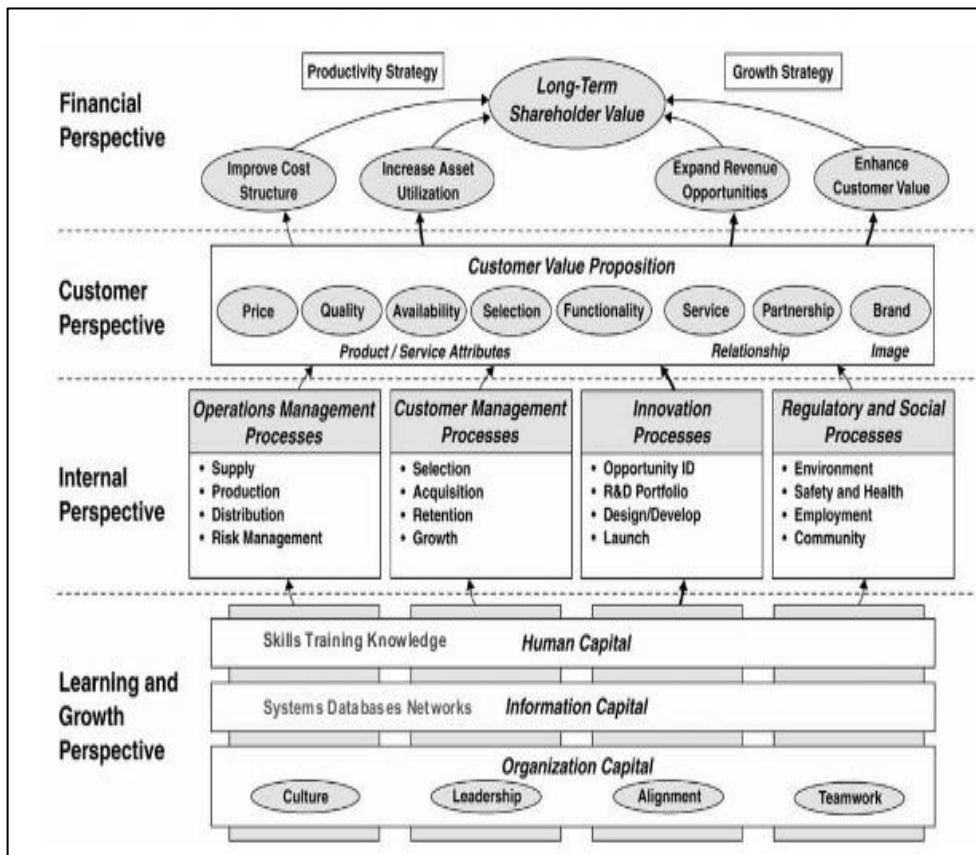 Productivity Strategy
Growth Strategy
Long-Term
Shareholder Value
Financial
Perspective
Improve Cost
Structure
Increase Asset
Utilization
Expand Revenue
Opportunities
Enhance
Customer Value
Customer
Perspective
Customer Value Proposition
Price
Quality
Availability
Selection
Functionality
Service
Partnership
Brand
Product / Service Attributes
Relationship
Image
Internal
Perspective
Operations Management
Processes
• Supply
• Production
• Distribution
• Risk Management
Customer Management
Processes
• Selection
• Acquisition
• Retention
• Growth
Innovation
Processes
• Opportunity ID
• R&D Portfolio
• Design/Develop
• Launch
Regulatory and Social
Processes
• Environment
• Safety and Health
• Employment
• Community
Learning and
Growth
Perspective
Skills Training Knowledge
Human Capital
Systems Databases Networks
Information Capital
Organization Capital
Culture
Leadership
Alignment
Teamwork